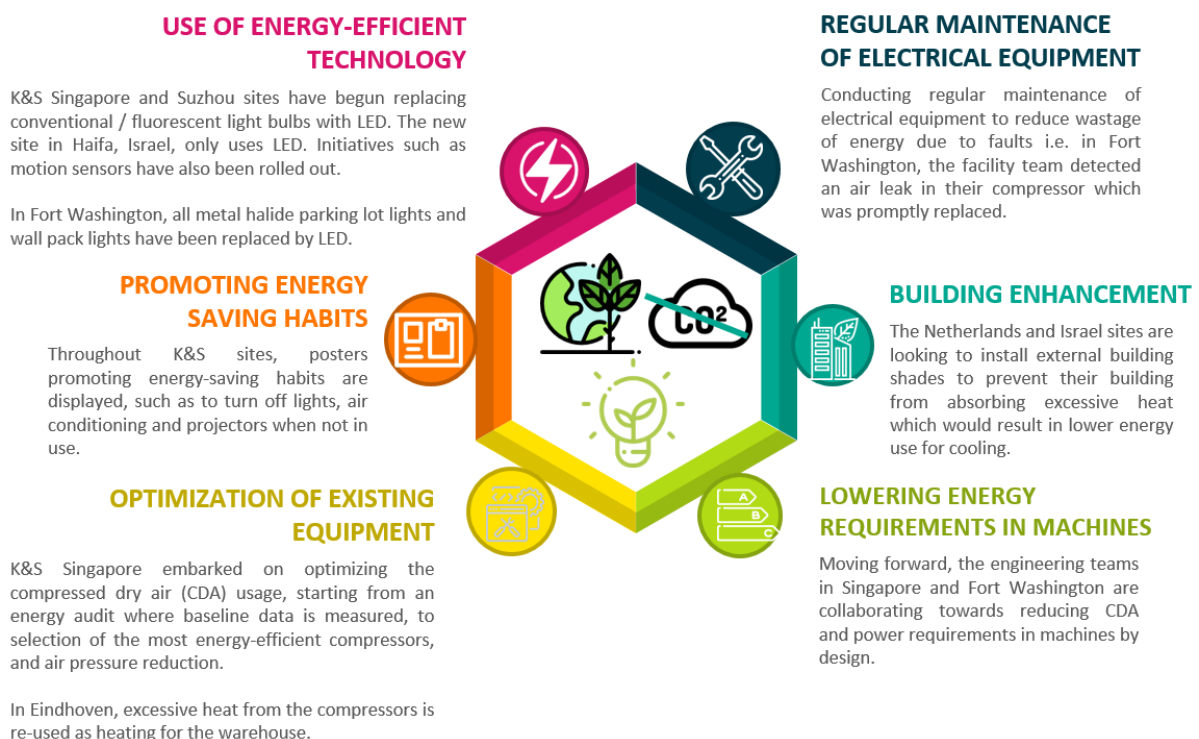 USE OF ENERGY-EFFICIENT
TECHNOLOGY
K&S Singapore and Suzhou sites have begun replacing
conventional / fluorescent light bulbs with LED. The new
site in Haifa, Israel, only uses LED. Initiatives such as
motion sensors have also been rolled out.
In Fort Washington, all metal halide parking lot lights and
wall pack lights have been replaced by LED.
PROMOTING ENERGY
SAVING HABITS
Throughout K&S sites, posters
promoting energy-saving habits are
displayed, such as to turn off lights, air
conditioning and projectors when not in
use.
OPTIMIZATION OF EXISTING
EQUIPMENT
K&S Singapore embarked on optimizing the
compressed dry air (CDA) usage, starting from an
energy audit where baseline data is measured, to
selection of the most energy-efficient compressors,
and air pressure reduction.
In Eindhoven, excessive heat from the compressors is
re-used as heating for the warehouse.
CO²
A
B
C
REGULAR MAINTENANCE
OF ELECTRICAL EQUIPMENT
Conducting regular maintenance of
electrical equipment to reduce wastage
of energy due to faults i.e. in Fort
Washington, the facility team detected
an air leak in their compressor which
was promptly replaced.
BUILDING ENHANCEMENT
The Netherlands and Israel sites are
looking to install external building
shades to prevent their building
from absorbing excessive heat
which would result in lower energy
use for cooling.
LOWERING ENERGY
REQUIREMENTS IN MACHINES
Moving forward, the engineering teams
in Singapore and Fort Washington are
collaborating towards reducing CDA
and power requirements in machines by
design.